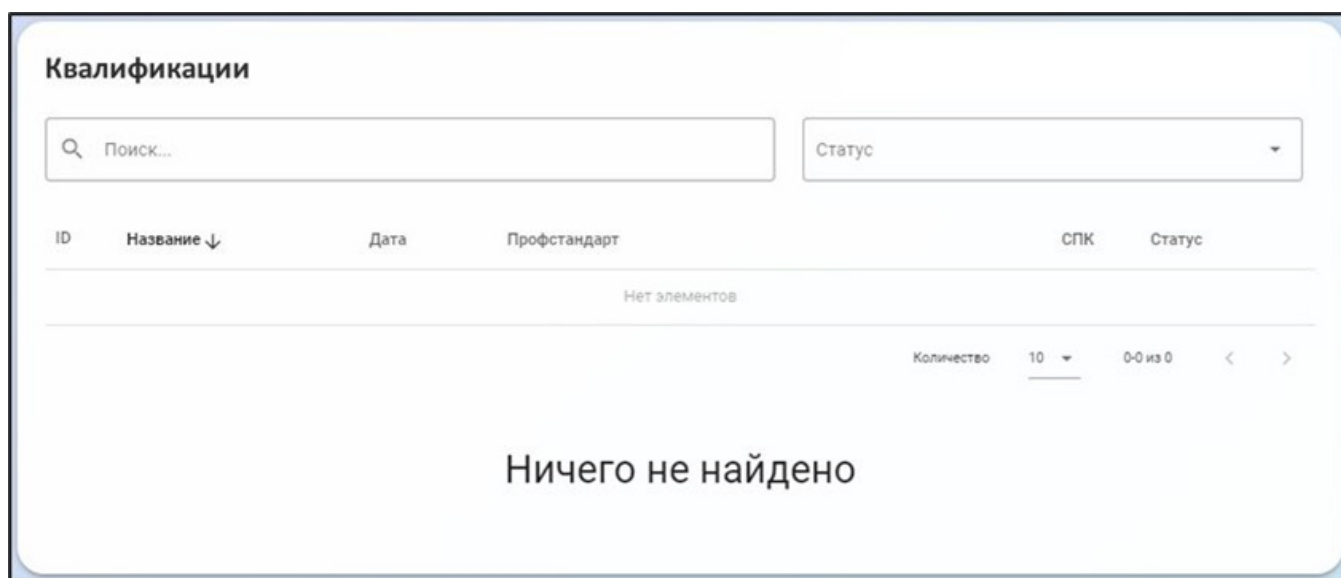 Квалификации
Поиск... Статус
ID Название Дата Профстандарт СПК Статус
Нет элементов
Количество 10 0-0 из 0
Ничего не найдено